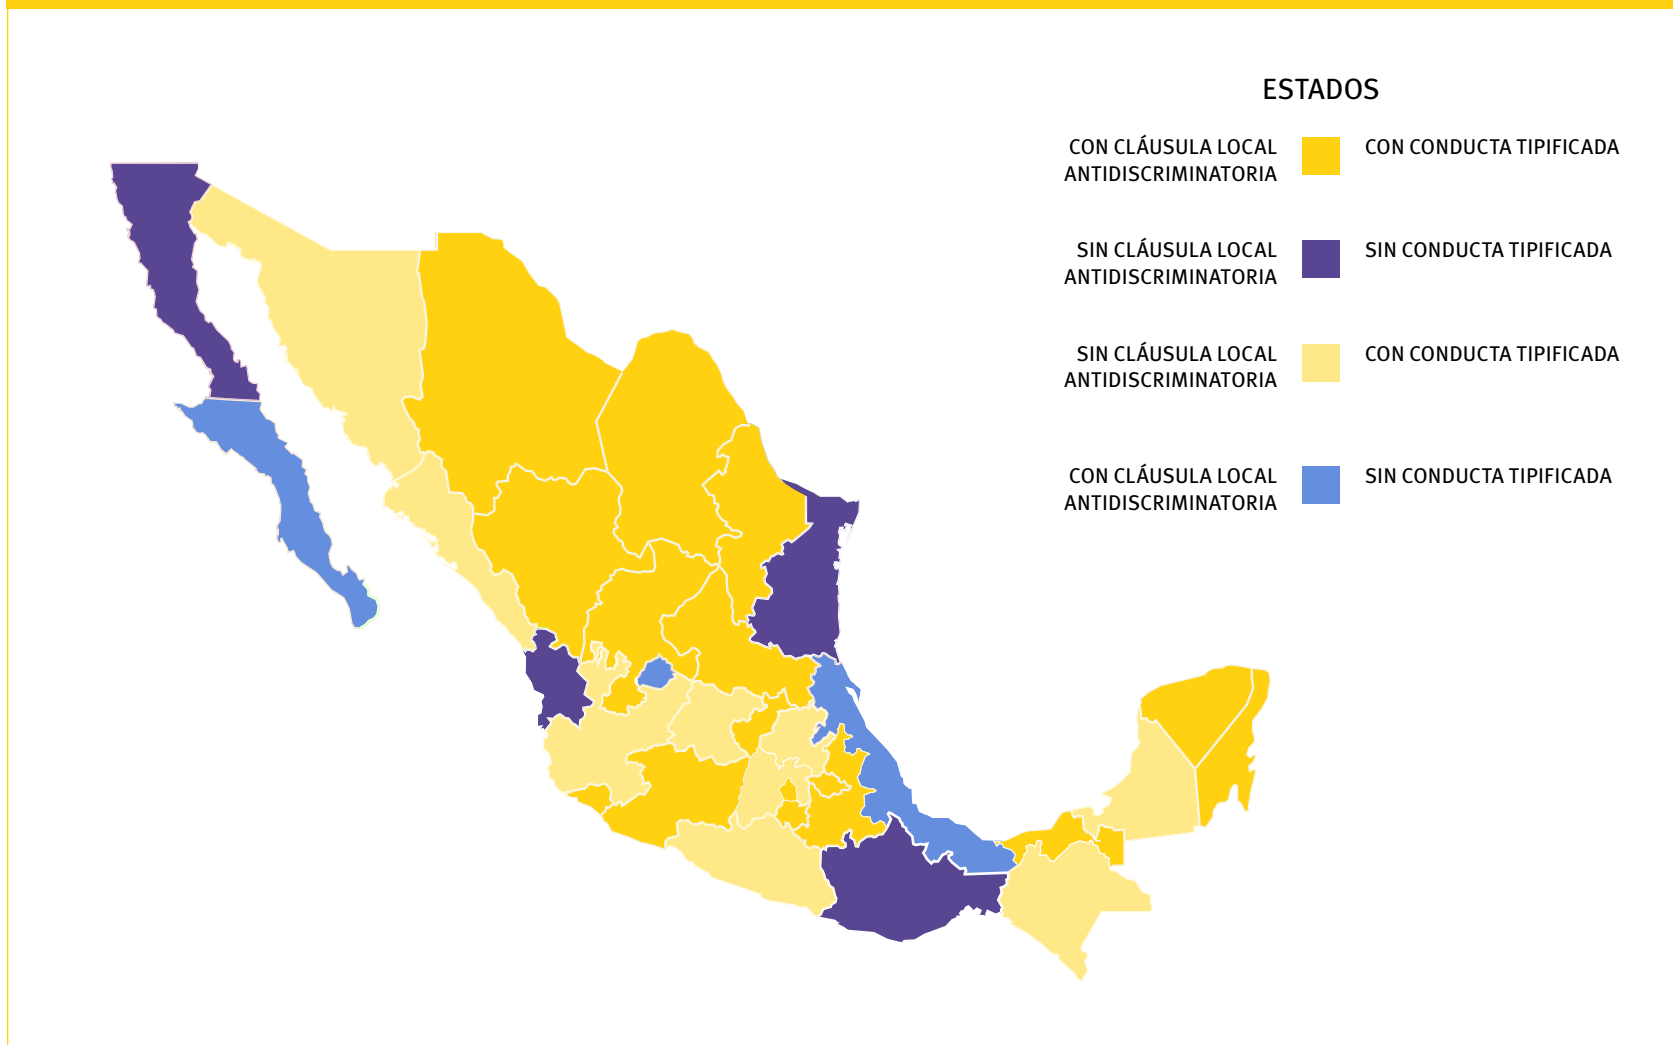 ESTADOS
CON CLÁUSULA LOCAL
ANTIDISCRIMINATORIA
CON CONDUCTA TIPIFICADA
SIN CLÁUSULA LOCAL
ANTIDISCRIMINATORIA
SIN CONDUCTA TIPIFICADA
SIN CLÁUSULA LOCAL
ANTIDISCRIMINATORIA
CON CONDUCTA TIPIFICADA
CON CLÁUSULA LOCAL
ANTIDISCRIMINATORIA
SIN CONDUCTA TIPIFICADA